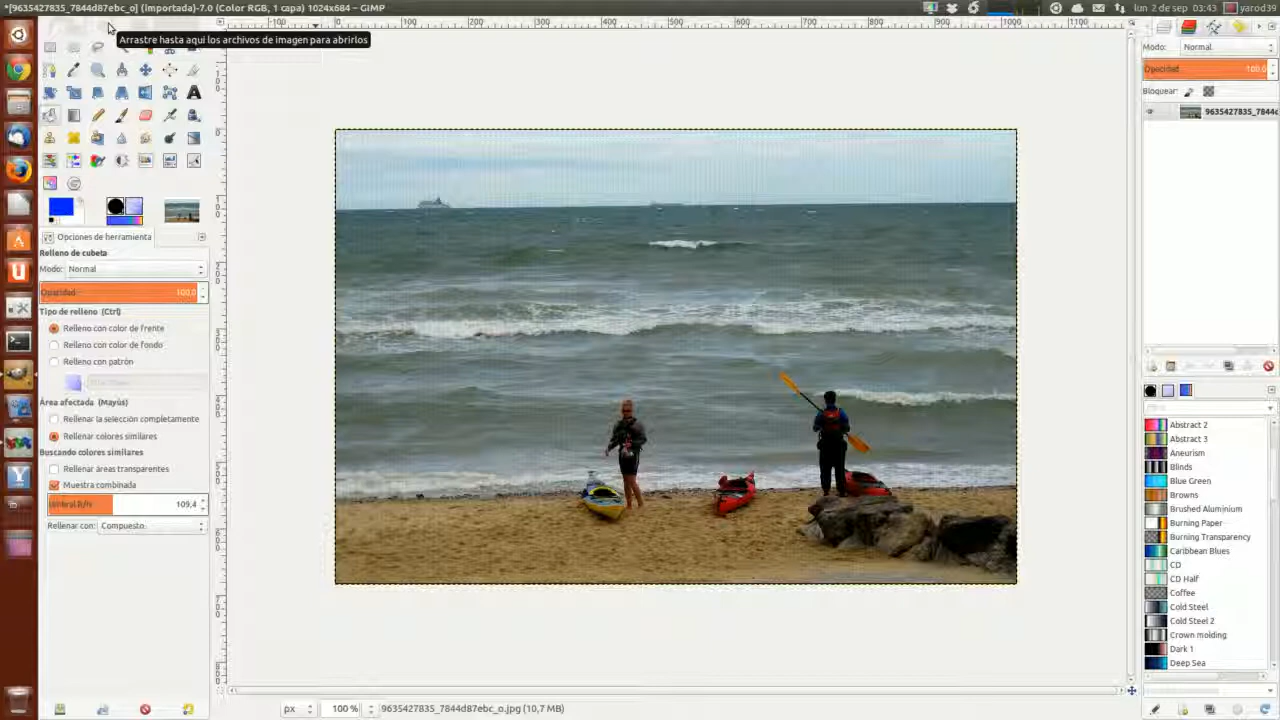 *[9635427835_7844d87ebc_o] (Importada)-7.0 (Color RGB, 1 capa) 1024x684 – GIMP
lun 2 de sep 03:43 yarod39
Arrastre hasta aquí los archivos de imagen para abrirlos
Opciones de herramienta
Relleno de cubeta
Modo: Normal
Opacidad 100,0
Tipo de relleno (Ctrl)
Relleno con color de frente
Relleno con color de fondo
Relleno con patrón
Área afectada (Mayús)
Rellenar la selección completamente
Rellenar colores similares
Buscando colores similares
Rellenar áreas transparentes
Muestra combinada
109,4
Rellenar con: Compuesto
px 100 % 9635427835_7844d87ebc_o.jpg (10,7 MB)
Modo: Normal
Opacidad 100,0
Bloquear:
9635427835_7844d
Abstract 2
Abstract 3
Aneurism
Blinds
Blue Green
Browns
Brushed Aluminium
Burning Paper
Burning Transparency
Caribbean Blues
CD
CD Half
Coffee
Cold Steel
Cold Steel 2
Crown molding
Dark 1
Deep Sea